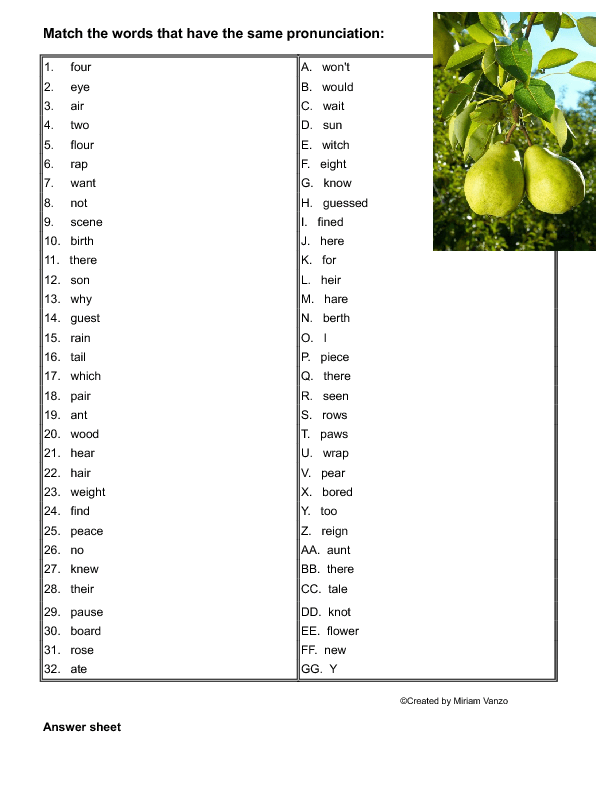 Match the words that have the same pronunciation:
1. four
2. eye
3. air
4. two
5. flour
6. rap
7. want
8. not
9. scene
10. birth
11. there
12. son
13. why
14. guest
15. rain
16. tail
17. which
18. pair
19. ant
20. wood
21. hear
22. hair
23. weight
24. find
25. peace
26. no
27. knew
28. their
29. pause
30. board
31. rose
32. ate
A. won't
B. would
C. wait
D. sun
E. witch
F. eight
G. know
H. guessed
I. fined
J. here
K. for
L. heir
M. hare
N. berth
O. I
P. piece
Q. there
R. seen
S. rows
T. paws
U. wrap
V. pear
X. bored
Y. too
Z. reign
AA. aunt
BB. there
CC. tale
DD. knot
EE. flower
FF. new
GG. Y
©Created by Miriam Vanzo
Answer sheet